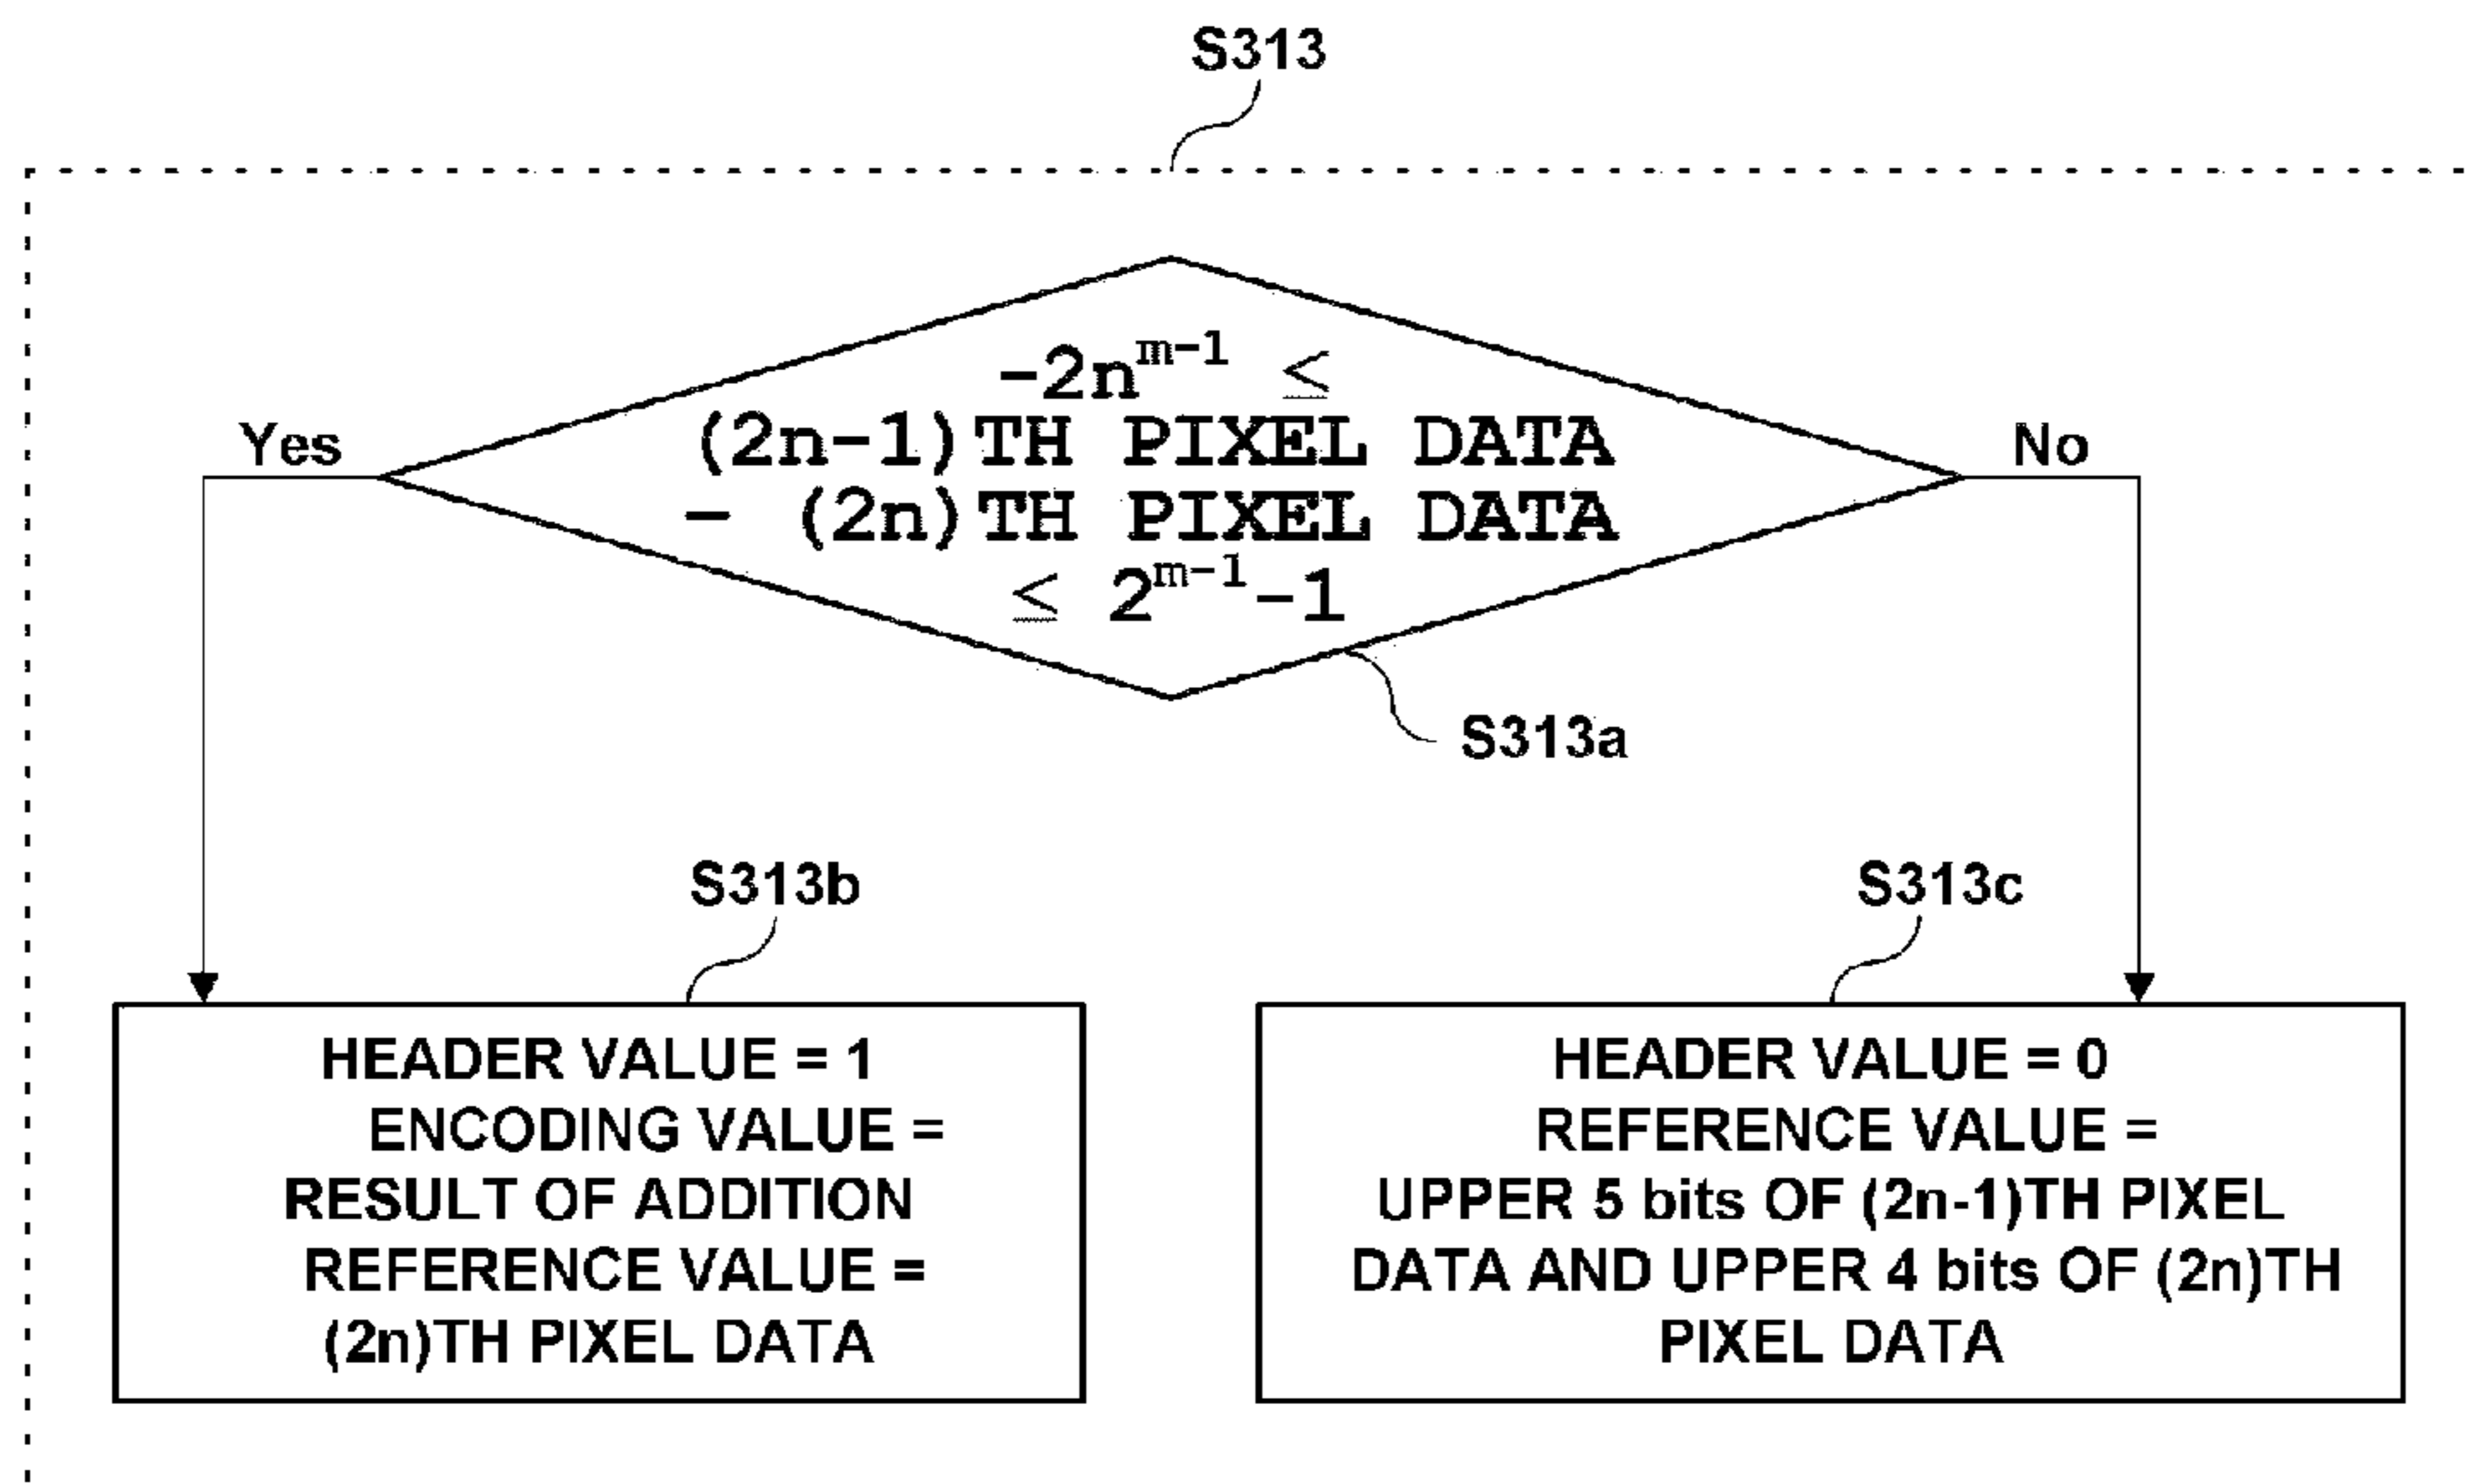 S313
-2n^{m-1} ≤
(2n-1)TH PIXEL DATA
- (2n)TH PIXEL DATA
≤ 2^{m-1}-1
Yes
No
S313a
S313b
S313c
HEADER VALUE = 1
ENCODING VALUE =
RESULT OF ADDITION
REFERENCE VALUE =
(2n)TH PIXEL DATA
HEADER VALUE = 0
REFERENCE VALUE =
UPPER 5 bits OF (2n-1)TH PIXEL
DATA AND UPPER 4 bits OF (2n)TH
PIXEL DATA